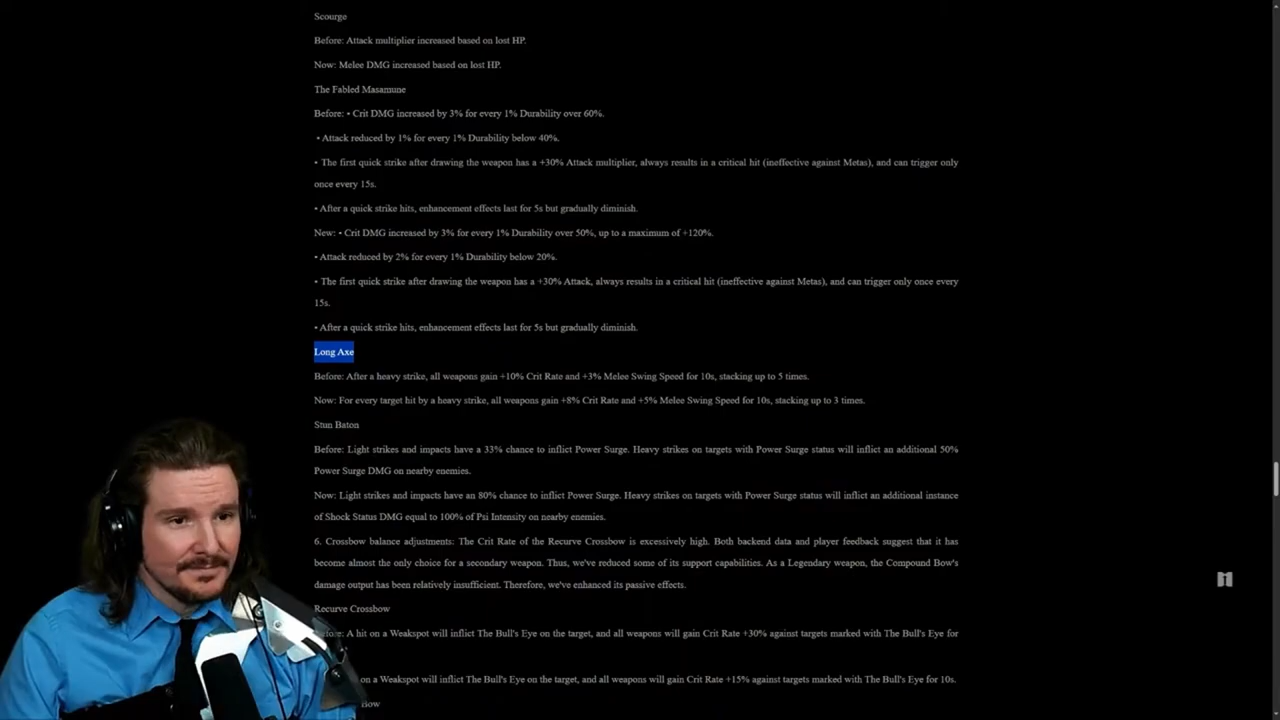 Scourge
Before: Attack multiplier increased based on lost HP.
Now: Melee DMG increased based on lost HP.
The Fabled Masamune
Before: • Crit DMG increased by 3% for every 1% Durability over 60%.
• Attack reduced by 1% for every 1% Durability below 40%.
• The first quick strike after drawing the weapon has a +30% Attack multiplier, always results in a critical hit (ineffective against Metas), and can trigger only
once every 15s.
• After a quick strike hits, enhancement effects last for 5s but gradually diminish.
New: • Crit DMG increased by 3% for every 1% Durability over 50%, up to a maximum of +120%.
• Attack reduced by 2% for every 1% Durability below 20%.
• The first quick strike after drawing the weapon has a +30% Attack, always results in a critical hit (ineffective against Metas), and can trigger only once every
15s.
• After a quick strike hits, enhancement effects last for 5s but gradually diminish.
Long Axe
Before: After a heavy strike, all weapons gain +10% Crit Rate and +3% Melee Swing Speed for 10s, stacking up to 5 times.
Now: For every target hit by a heavy strike, all weapons gain +8% Crit Rate and +5% Melee Swing Speed for 10s, stacking up to 3 times.
Stun Baton
Before: Light strikes and impacts have a 33% chance to inflict Power Surge. Heavy strikes on targets with Power Surge status will inflict an additional 50%
Power Surge DMG on nearby enemies.
Now: Light strikes and impacts have an 80% chance to inflict Power Surge. Heavy strikes on targets with Power Surge status will inflict an additional instance
of Shock Status DMG equal to 100% of Psi Intensity on nearby enemies.
6. Crossbow balance adjustments: The Crit Rate of the Recurve Crossbow is excessively high. Both backend data and player feedback suggest that it has
become almost the only choice for a secondary weapon. Thus, we've reduced some of its support capabilities. As a Legendary weapon, the Compound Bow's
damage output has been relatively insufficient. Therefore, we've enhanced its passive effects.
Recurve Crossbow
A hit on a Weakspot will inflict The Bull's Eye on the target, and all weapons will gain Crit Rate +30% against targets marked with The Bull's Eye for
on a Weakspot will inflict The Bull's Eye on the target, and all weapons will gain Crit Rate +15% against targets marked with The Bull's Eye for 10s.